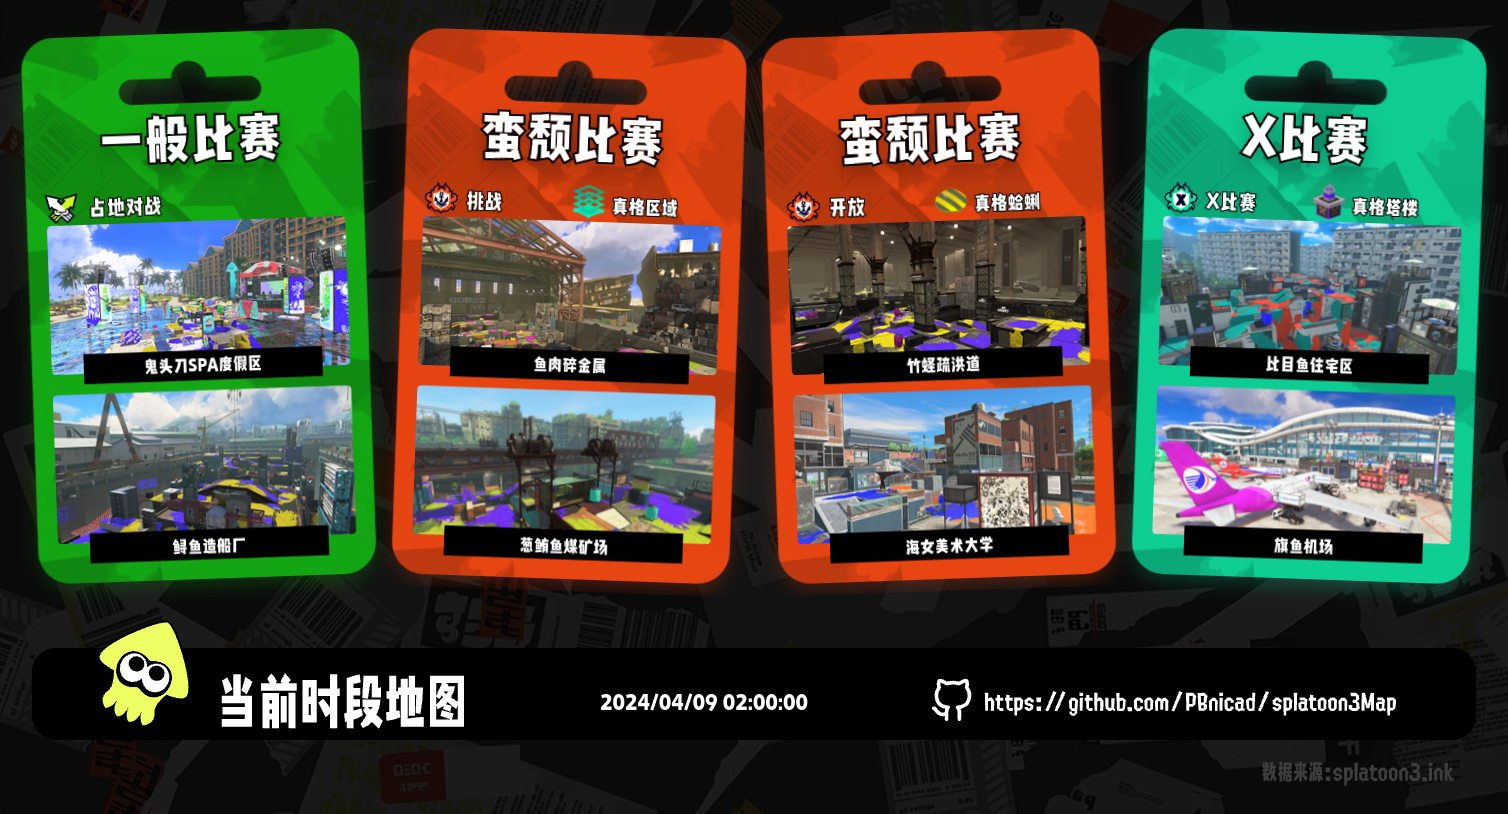 一般比赛
占地对战
鬼头刀SPA度假区
鲟鱼造船厂
蛮颓比赛
挑战
真格区域
鱼肉碎金属
葱鲔鱼煤矿场
蛮颓比赛
开放
真格蛤蜊
竹蛏疏洪道
海女美术大学
X比赛
X比赛
真格塔楼
比目鱼住宅区
旗鱼机场
当前时段地图
2024/04/09 02:00:00
https://github.com/PBnicad/splatoon3Map
数据来源:splatoon3.ink